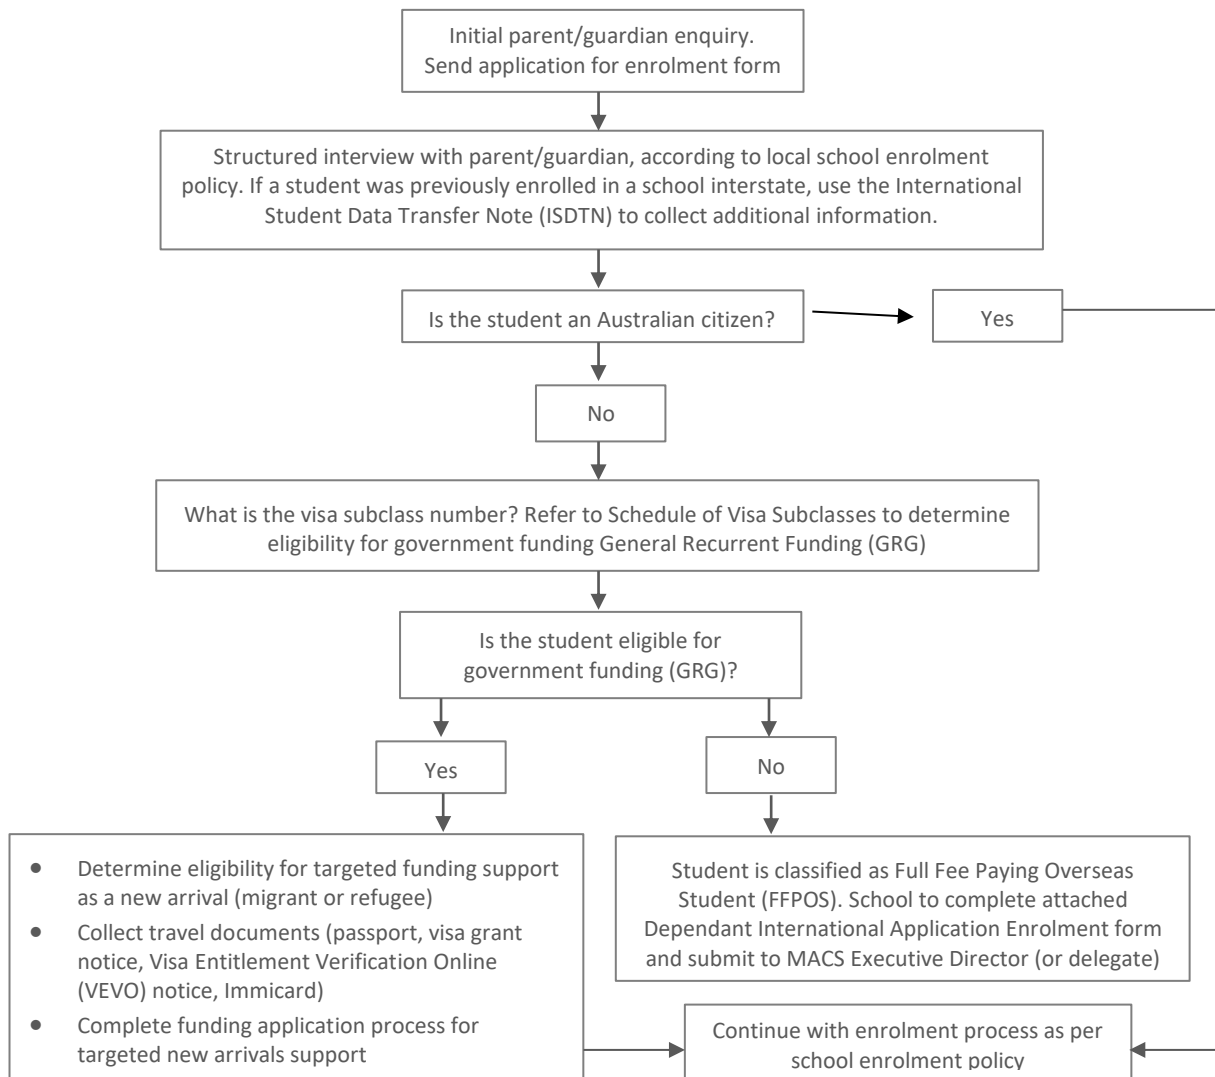 Initial parent/guardian enquiry.
Send application for enrolment form
Structured interview with parent/guardian, according to local school enrolment
policy. If a student was previously enrolled in a school interstate, use the International
Student Data Transfer Note (ISDTN) to collect additional information.
Is the student an Australian citizen?
Yes
No
What is the visa subclass number? Refer to Schedule of Visa Subclasses to determine
eligibility for government funding General Recurrent Funding (GRG)
Is the student eligible for
government funding (GRG)?
Yes
No
• Determine eligibility for targeted funding support
as a new arrival (migrant or refugee)
• Collect travel documents (passport, visa grant
notice, Visa Entitlement Verification Online
(VEVO) notice, Immicard)
• Complete funding application process for
targeted new arrivals support
Student is classified as Full Fee Paying Overseas
Student (FFPOS). School to complete attached
Dependant International Application Enrolment form
and submit to MACS Executive Director (or delegate)
Continue with enrolment process as per
school enrolment policy